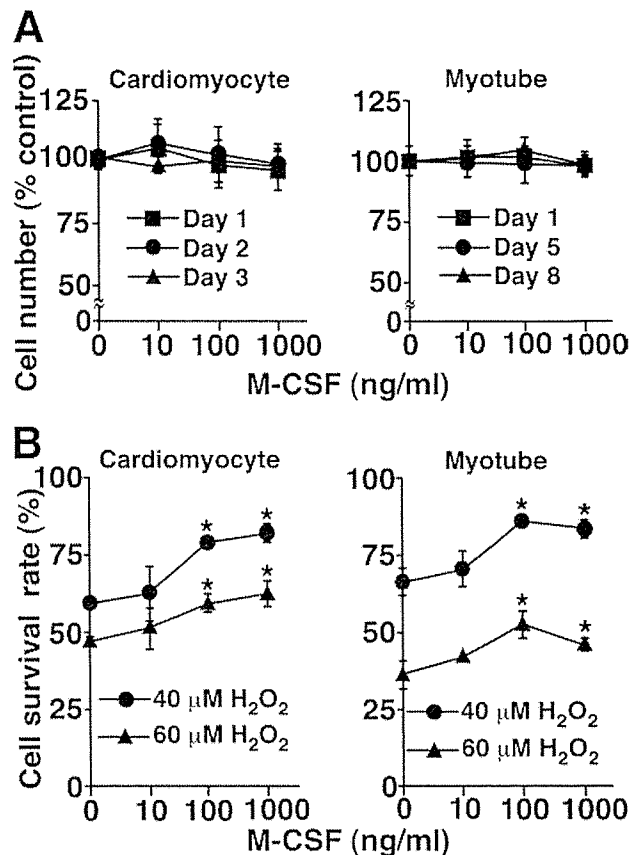 A
Cardiomyocyte
Myotube
Cell number (% control)
125
100
75
50
0
Day 1
Day 2
Day 3
0 10 100 1000
125
100
75
50
0
Day 1
Day 5
Day 8
0 10 100 1000
M-CSF (ng/ml)
B
Cardiomyocyte
Myotube
Cell survival rate (%)
100
75
50
25
0
* *
* *
40 μM H₂O₂
60 μM H₂O₂
0 10 100 1000
100
75
50
25
0
* *
* *
40 μM H₂O₂
60 μM H₂O₂
0 10 100 1000
M-CSF (ng/ml)